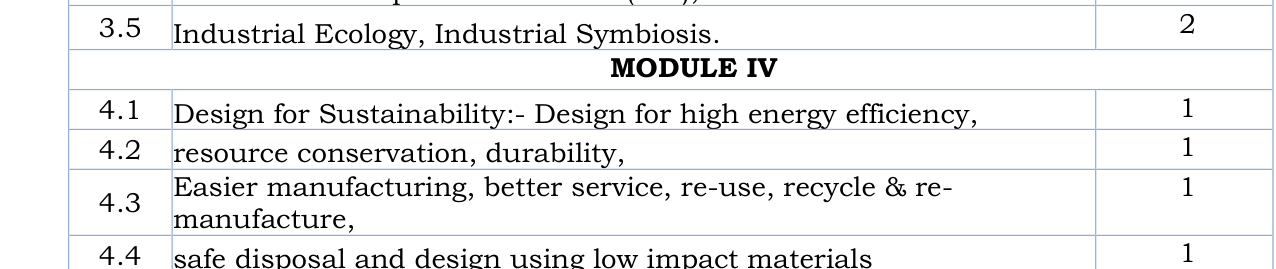 3.5 Industrial Ecology, Industrial Symbiosis. 2
MODULE IV
4.1 Design for Sustainability:- Design for high energy efficiency, 1
4.2 resource conservation, durability, 1
4.3 Easier manufacturing, better service, re-use, recycle & re- 1
manufacture,
4.4 safe disposal and design using low impact materials 1